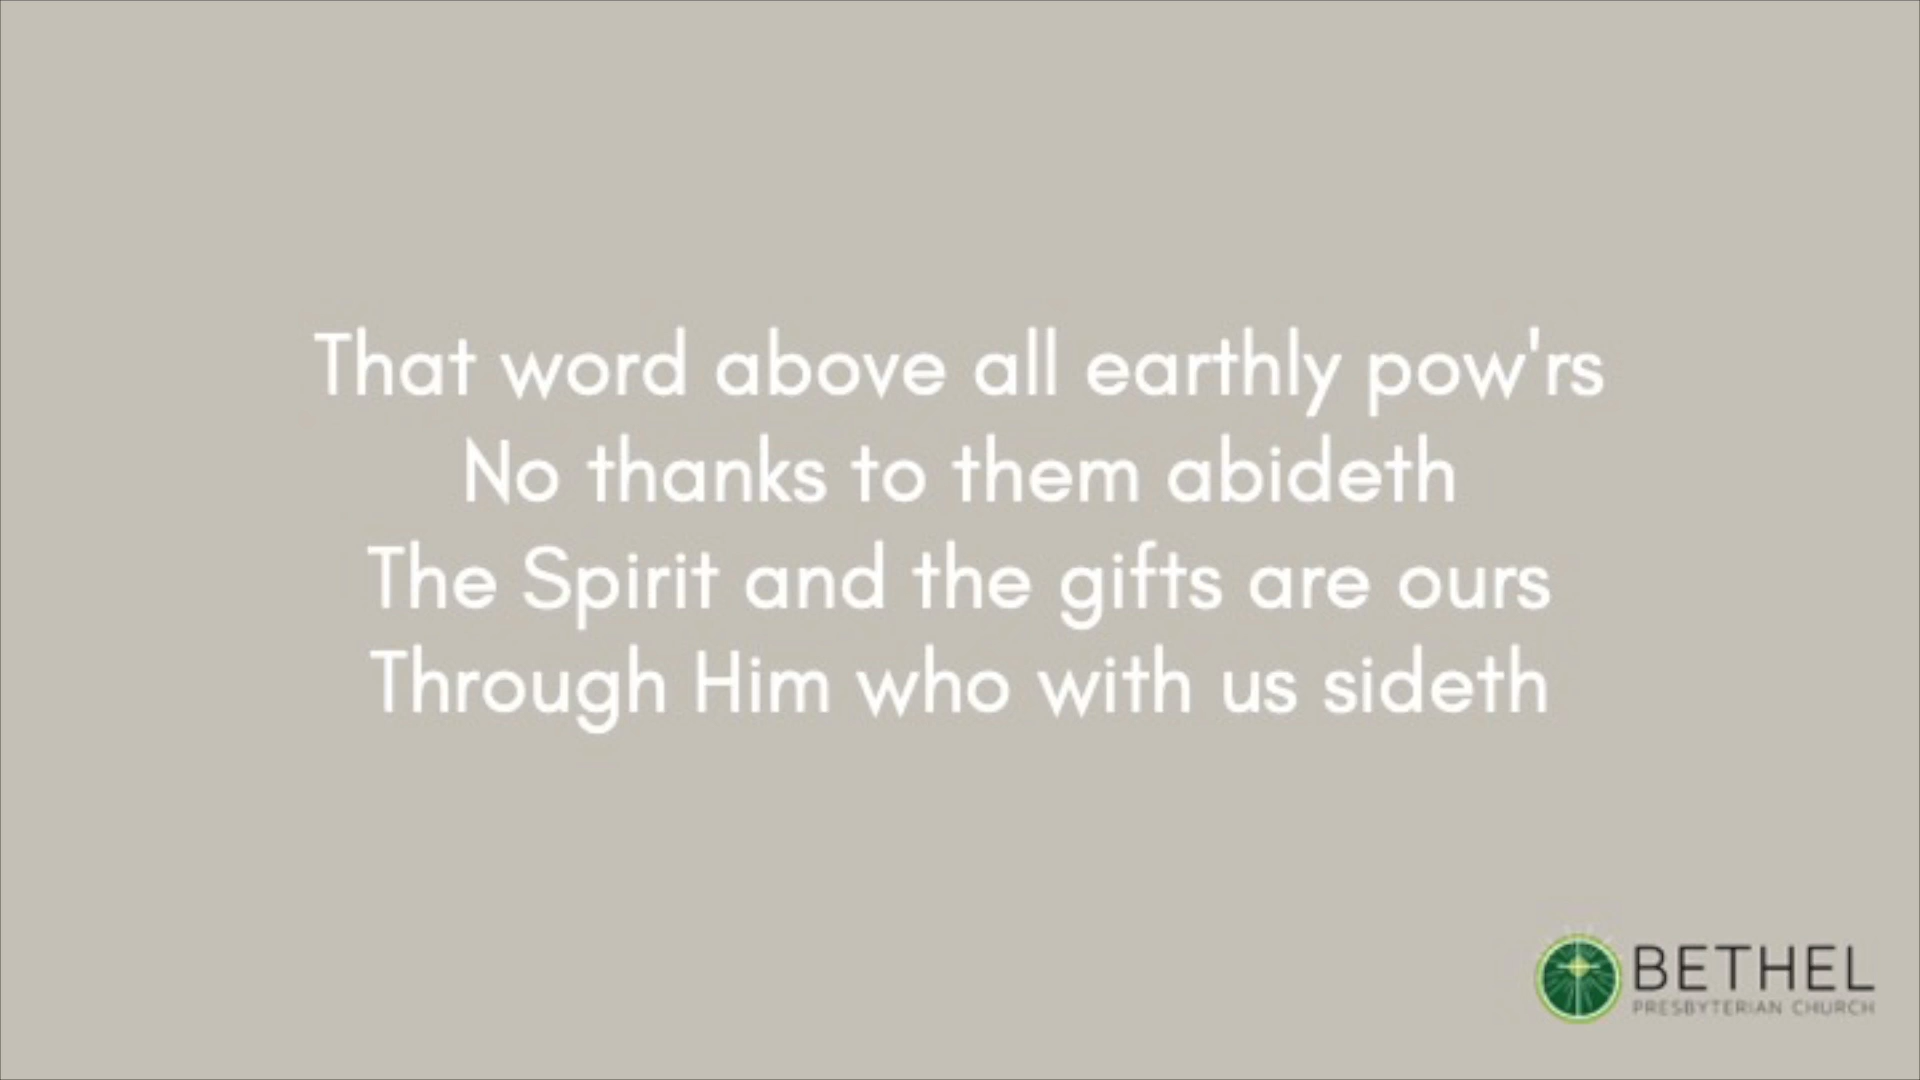 That word above all earthly pow'rs
No thanks to them abideth
The Spirit and the gifts are ours
Through Him who with us sideth
BETHEL
PRESBYTERIAN CHURCH